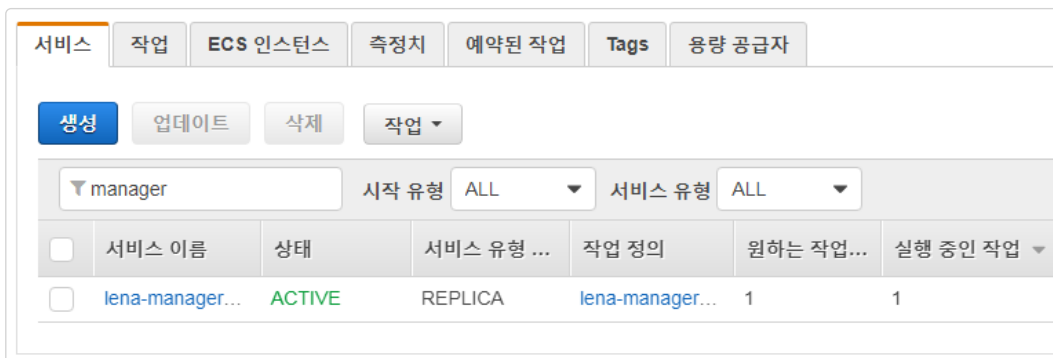 서비스 작업 ECS 인스턴스 측정치 예약된 작업 Tags 용량 공급자
생성 업데이트 삭제 작업
manager 시작 유형 ALL 서비스 유형 ALL
서비스 이름 상태 서비스 유형 ... 작업 정의 원하는 작업... 실행 중인 작업
lena-manager... ACTIVE REPLICA lena-manager... 1 1